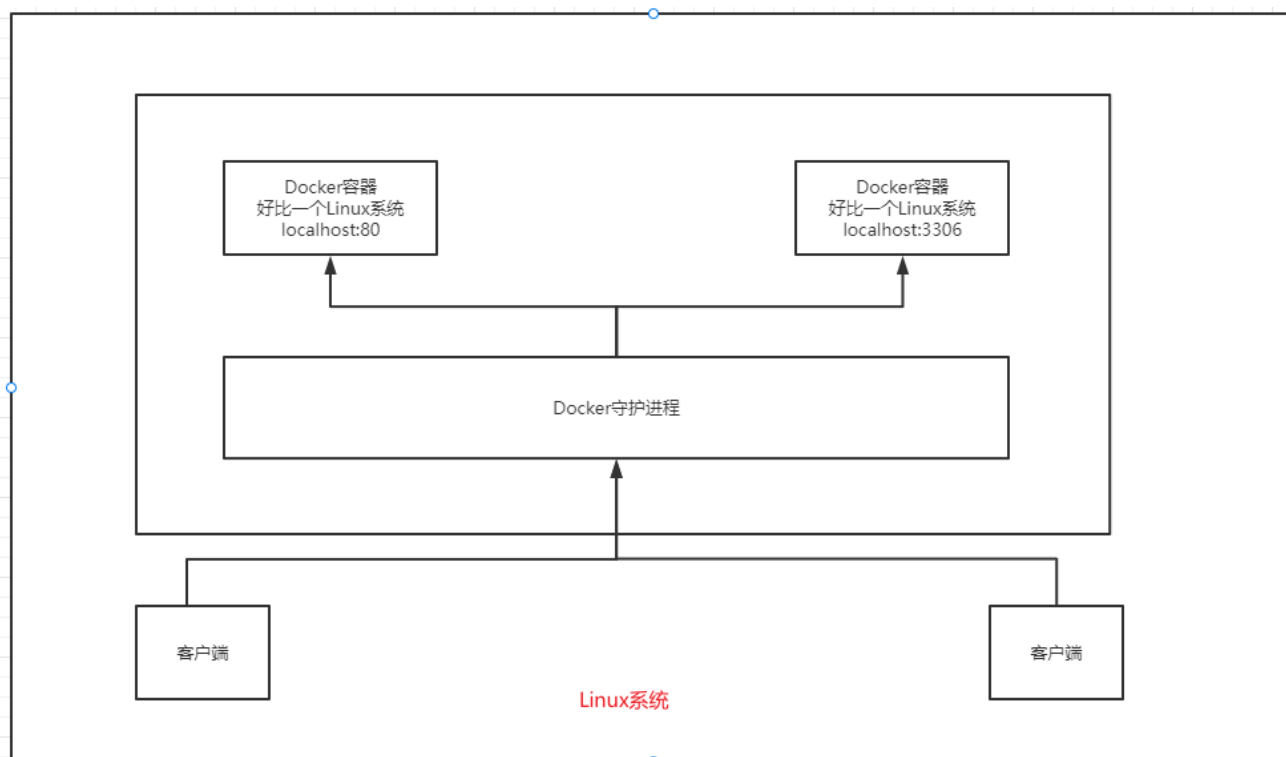 Docker容器
好比一个Linux系统
localhost:80
Docker容器
好比一个Linux系统
localhost:3306
Docker守护进程
客户端
客户端
Linux系统